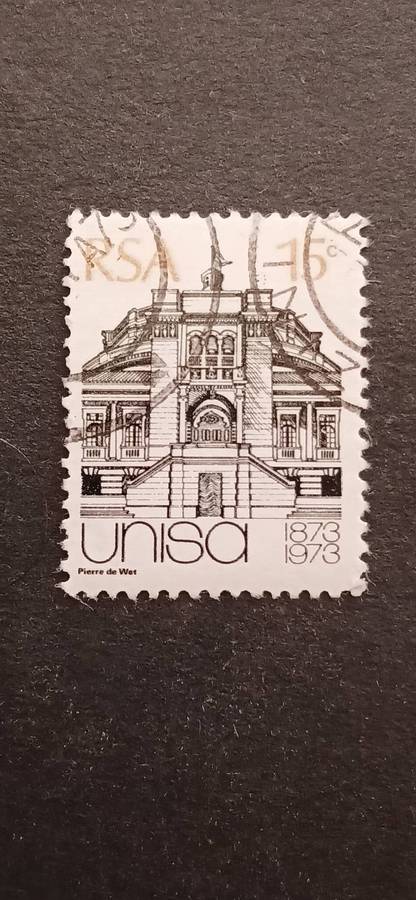 RSA 15c
unisa 1873
1973
Pierre de Wet